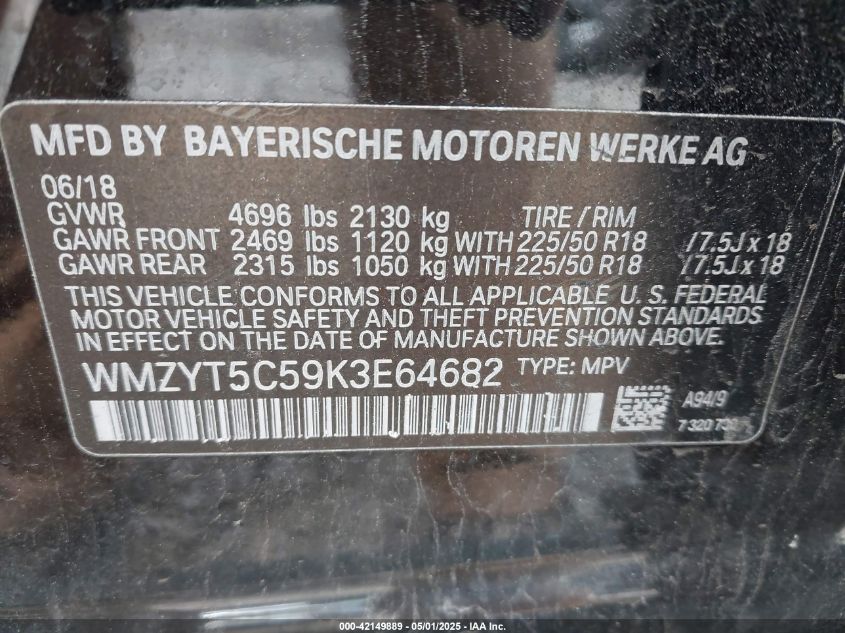 MFD BY BAYERISCHE MOTOREN WERKE AG
06/18
GVWR 4696 lbs 2130 kg TIRE / RIM
GAWR FRONT 2469 lbs 1120 kg WITH 225/50 R18 /7.5J x 18
GAWR REAR 2315 lbs 1050 kg WITH 225/50 R18 /7.5J x 18
THIS VEHICLE CONFORMS TO ALL APPLICABLE U. S. FEDERAL
MOTOR VEHICLE SAFETY AND THEFT PREVENTION STANDARDS
IN EFFECT ON THE DATE OF MANUFACTURE SHOWN ABOVE.
WMZYT5C59K3E64682 TYPE: MPV
A94/9
7 320
000-42149889 - 05/01/2025 - IAA Inc.